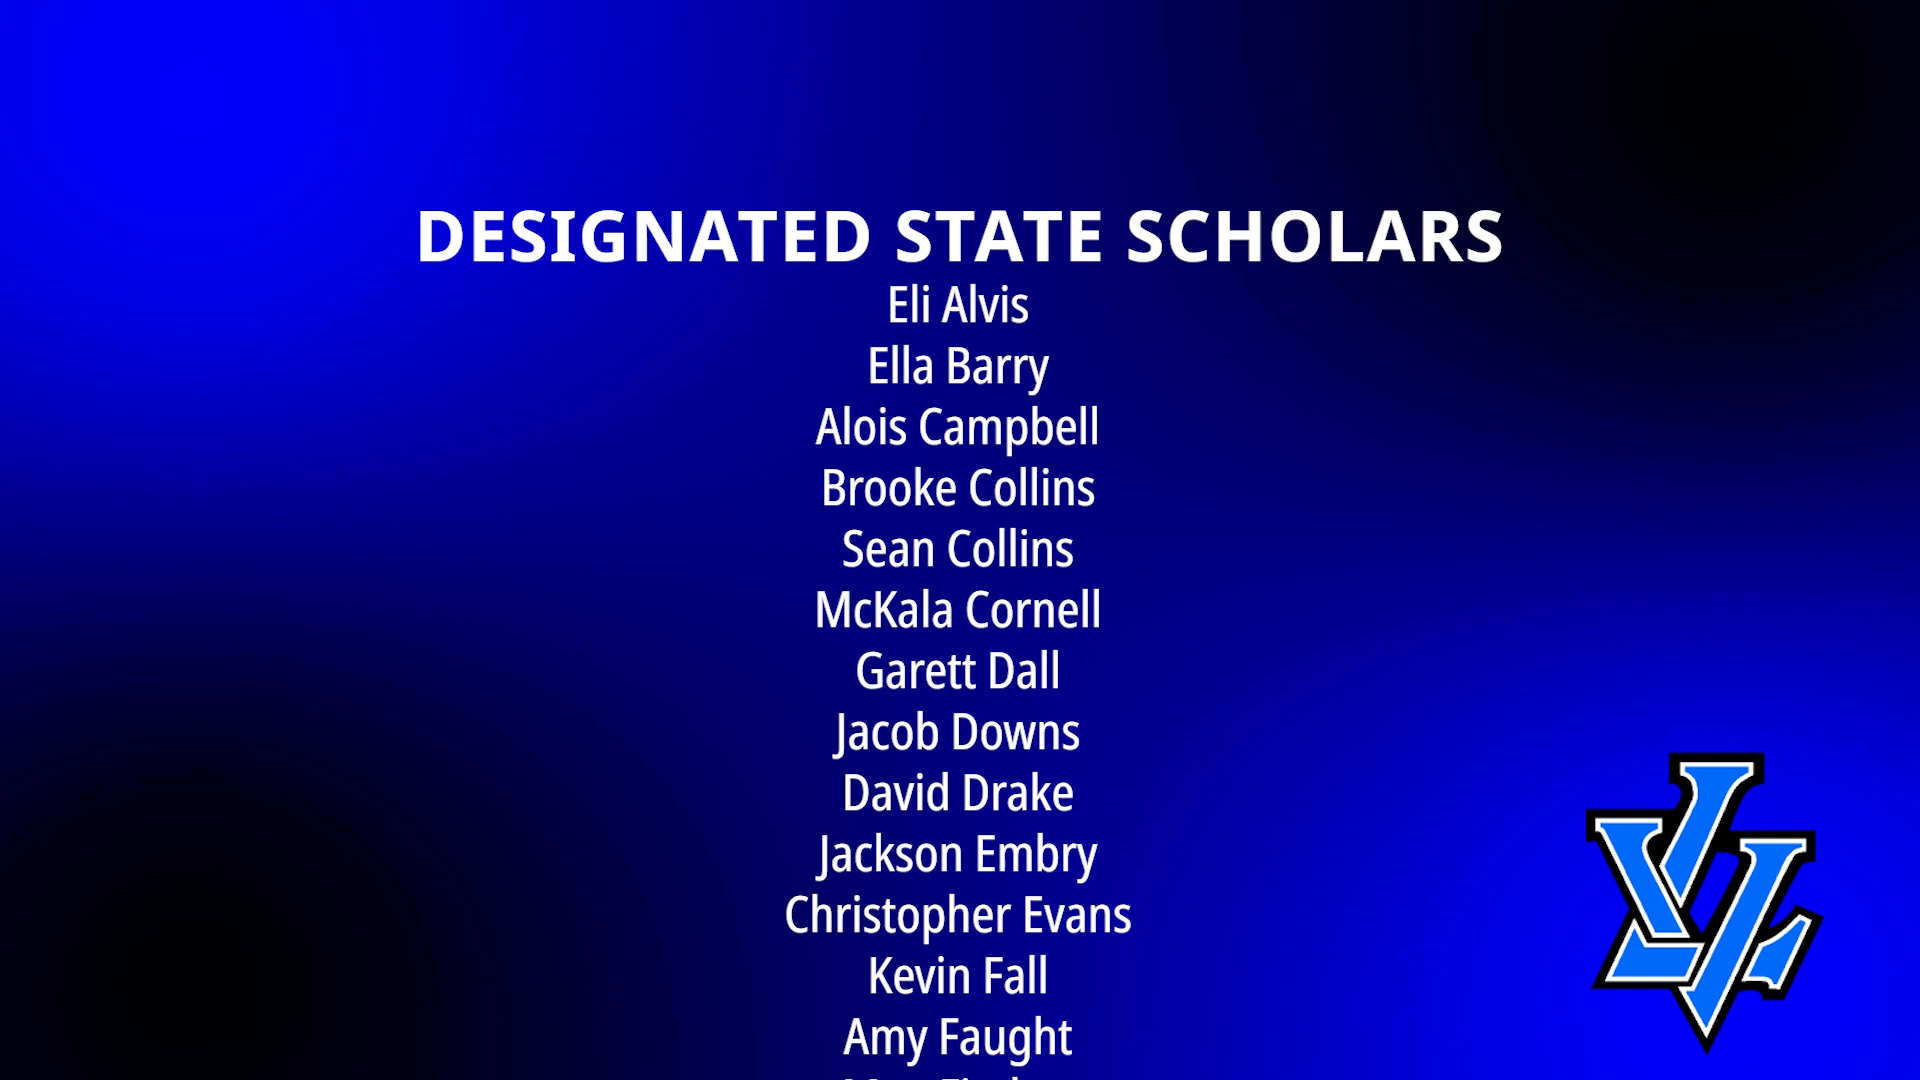 DESIGNATED STATE SCHOLARS
Eli Alvis
Ella Barry
Alois Campbell
Brooke Collins
Sean Collins
McKala Cornell
Garett Dall
Jacob Downs
David Drake
Jackson Embry
Christopher Evans
Kevin Fall
Amy Faught